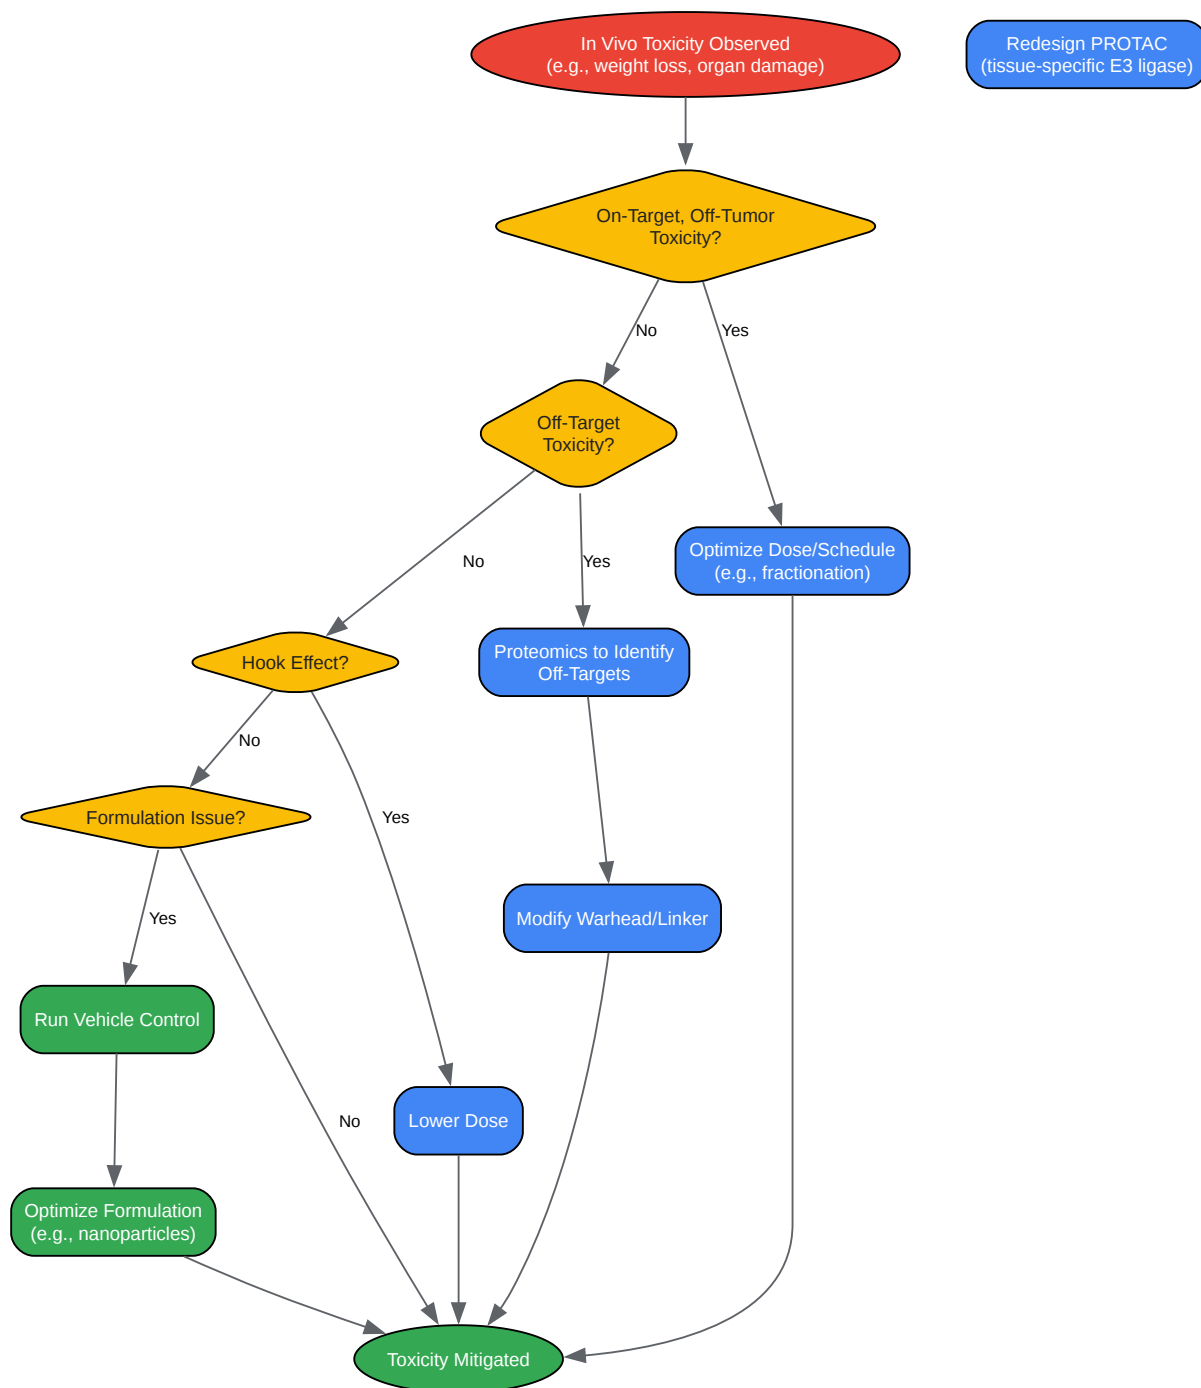 In Vivo Toxicity Observed
(e.g., weight loss, organ damage)
Redesign PROTAC
(tissue-specific E3 ligase)
On-Target, Off-Tumor
Toxicity?
No
Yes
Off-Target
Toxicity?
No
Yes
Optimize Dose/Schedule
(e.g., fractionation)
Hook Effect?
Proteomics to Identify
Off-Targets
No
Yes
Formulation Issue?
Yes
Modify Warhead/Linker
Run Vehicle Control
No
Lower Dose
Optimize Formulation
(e.g., nanoparticles)
Toxicity Mitigated